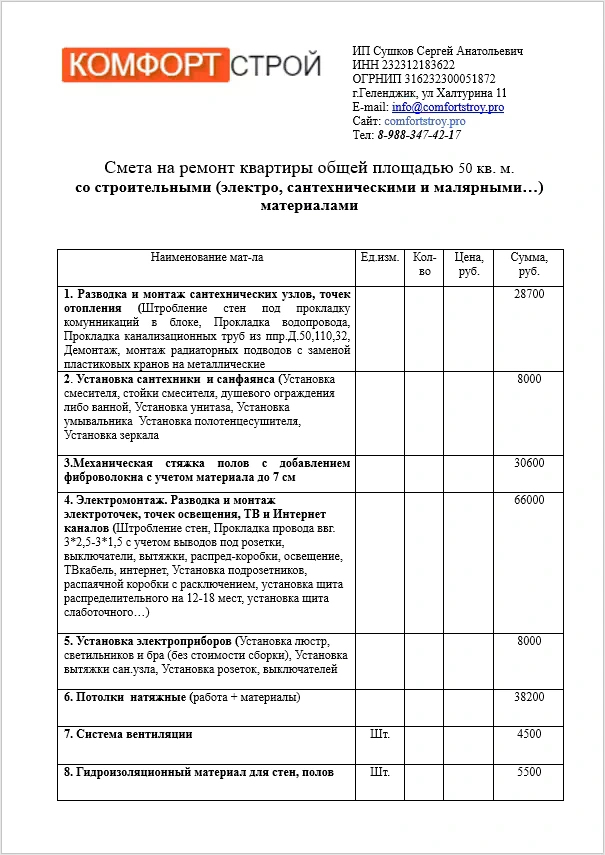 КОМФОРТ СТРОЙ
ИП Сушков Сергей Анатольевич
ИНН 232312183622
ОГРНИП 316232300051872
г.Геленджик, ул Халтурина 11
E-mail: info@comfortstroy.pro
Сайт: comfortstroy.pro
Тел: 8-988-347-42-17
Смета на ремонт квартиры общей площадью 50 кв. м.
со строительными (электро, сантехническими и малярными…)
материалами
Наименование мат-ла Ед.изм. Кол- Цена, Сумма,
во руб. руб.
1. Разводка и монтаж сантехнических узлов, точек 28700
отопления (Штробление стен под прокладку
комунникаций в блоке, Прокладка водопровода,
Прокладка канализационных труб из ппр.Д.50,110,32,
Демонтаж, монтаж радиаторных подводов с заменой
пластиковых кранов на металлические
2. Установка сантехники и санфаянса (Установка 8000
смесителя, стойки смесителя, душевого ограждения
либо ванной, Установка унитаза, Установка
умывальника Установка полотенцесушителя,
Установка зеркала
3.Механическая стяжка полов с добавлением 30600
фиброволокна с учетом материала до 7 см
4. Электромонтаж. Разводка и монтаж 66000
электроточек, точек освещения, ТВ и Интернет
каналов (Штробление стен, Прокладка провода ввг.
3*2,5-3*1,5 с учетом выводов под розетки,
выключатели, вытяжки, распред-коробки, освещение,
ТВкабель, интернет, Установка подрозетников,
распаячной коробки с расключением, установка щита
распределительного на 12-18 мест, установка щита
слаботочного…)
5. Установка электроприборов (Установка люстр, 8000
светильников и бра (без стоимости сборки), Установка
вытяжки сан.узла, Установка розеток, выключателей
6. Потолки натяжные (работа + материалы) 38200
7. Система вентиляции Шт. 4500
8. Гидроизоляционный материал для стен, полов Шт. 5500